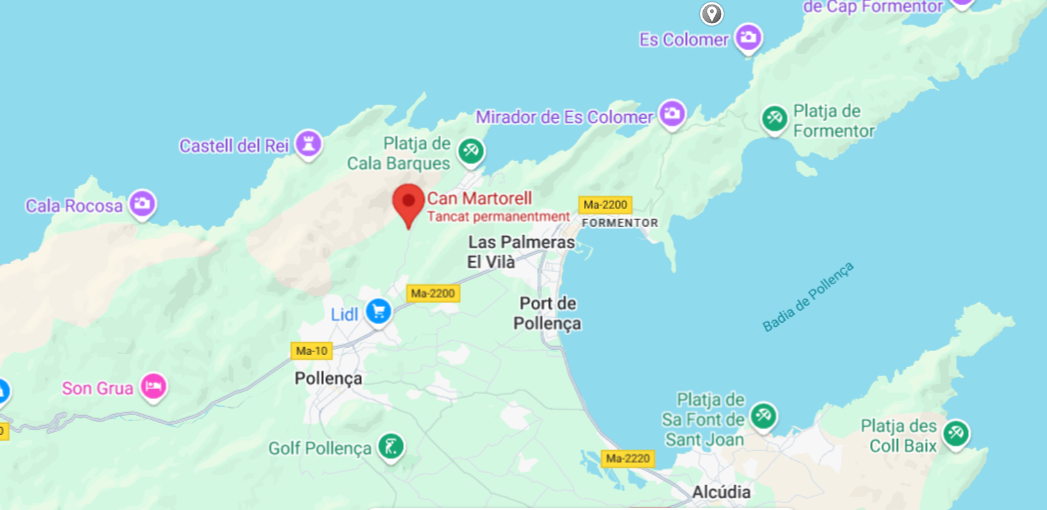 de Cap Formentor
Es Colomer
Mirador de Es Colomer
Platja de
Formentor
Castell del Rei
Platja de
Cala Barques
Cala Rocosa
Can Martorell
Tancat permanentment
Ma-2200
FORMENTOR
Las Palmeras
El Vilà
Badia de Pollença
Ma-2200
Lidl
Port de
Pollença
Ma-10
Pollença
Son Grua
Platja de
Sa Font de
Sant Joan
Platja des
Coll Baix
0
Golf Pollença
Ma-2220
Alcúdia